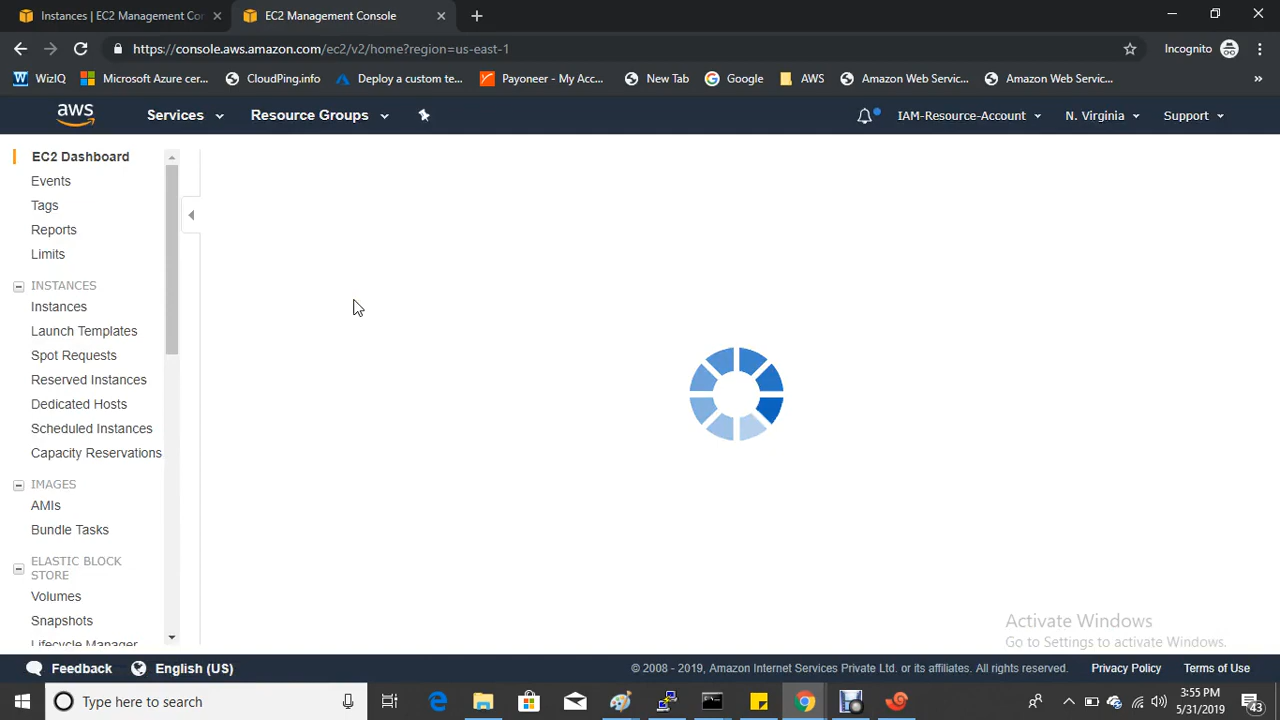 Instances | EC2 Management Con
EC2 Management Console
https://console.aws.amazon.com/ec2/v2/home?region=us-east-1
Incognito
WizIQ
Microsoft Azure cer...
CloudPing.info
Deploy a custom te...
Payoneer - My Acco...
New Tab
Google
AWS
Amazon Web Servic...
Amazon Web Servic...
aws
Services
Resource Groups
IAM-Resource-Account
N. Virginia
Support
EC2 Dashboard
Events
Tags
Reports
Limits
INSTANCES
Instances
Launch Templates
Spot Requests
Reserved Instances
Dedicated Hosts
Scheduled Instances
Capacity Reservations
IMAGES
AMIs
Bundle Tasks
ELASTIC BLOCK
STORE
Volumes
Snapshots
Lifecycle Manager
Activate Windows
Go to Settings to activate Windows.
Feedback
English (US)
© 2008 - 2019, Amazon Internet Services Private Ltd. or its affiliates. All rights reserved.
Privacy Policy
Terms of Use
Type here to search
3:55 PM
5/31/2019
43